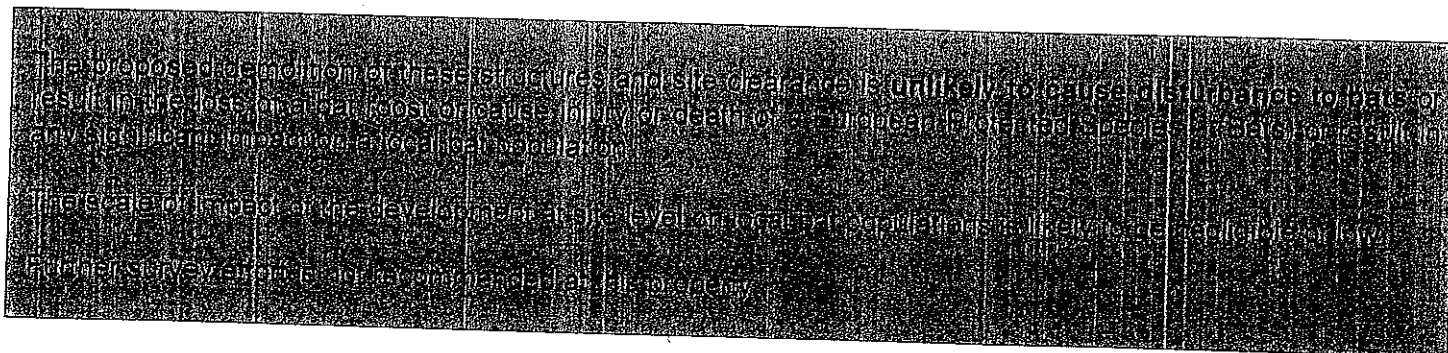 The proposed demolition of these structures and site clearance is unlikely to cause disturbance to bats or
result in the loss of a bat roost or cause injury or death of a European Protected Species - bats, or result in
any significant impact on a local bat population.
The scale of impact of the development at site level on local bat populations is likely to be negligible or low.
Further survey effort is not recommended at this property.